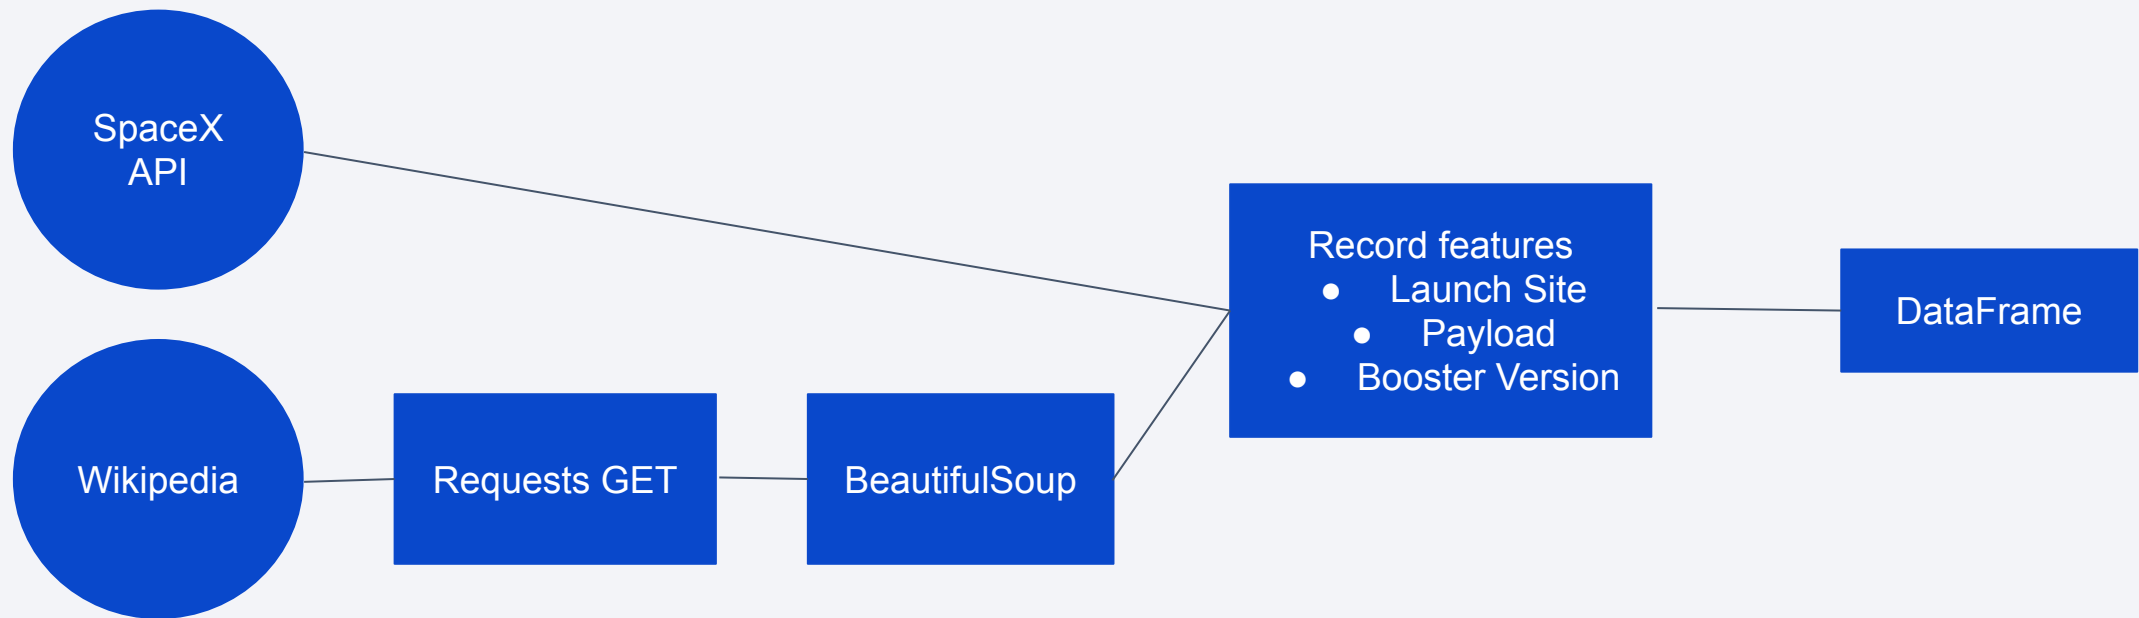 SpaceX
API
Wikipedia
Requests GET
BeautifulSoup
Record features
● Launch Site
● Payload
● Booster Version
DataFrame